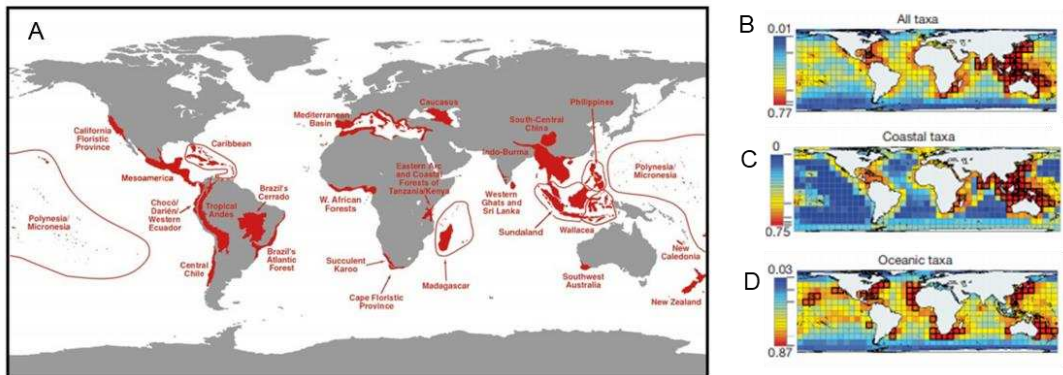 A
California
Floristic
Province
Caribbean
Mesoamerica
Polynesia/
Micronesia
Chocó/
Darién/
Western
Ecuador
Tropical
Andes
Brazil's
Cerrado
Central
Chile
Brazil's
Atlantic
Forest
Mediterranean
Basin
Caucasus
W. African
Forests
Eastern Arc
and Coastal
Forests of
Tanzania/Kenya
Succulent
Karoo
Cape Floristic
Province
Madagascar
South-Central
China
Indo-Burma
Western
Ghats and
Sri Lanka
Philippines
Sundaland
Wallacea
Polynesia/
Micronesia
Southwest
Australia
New
Caledonia
New Zealand
B
All taxa
0.01
0.77
C
Coastal taxa
0
0.75
D
Oceanic taxa
0.03
0.87